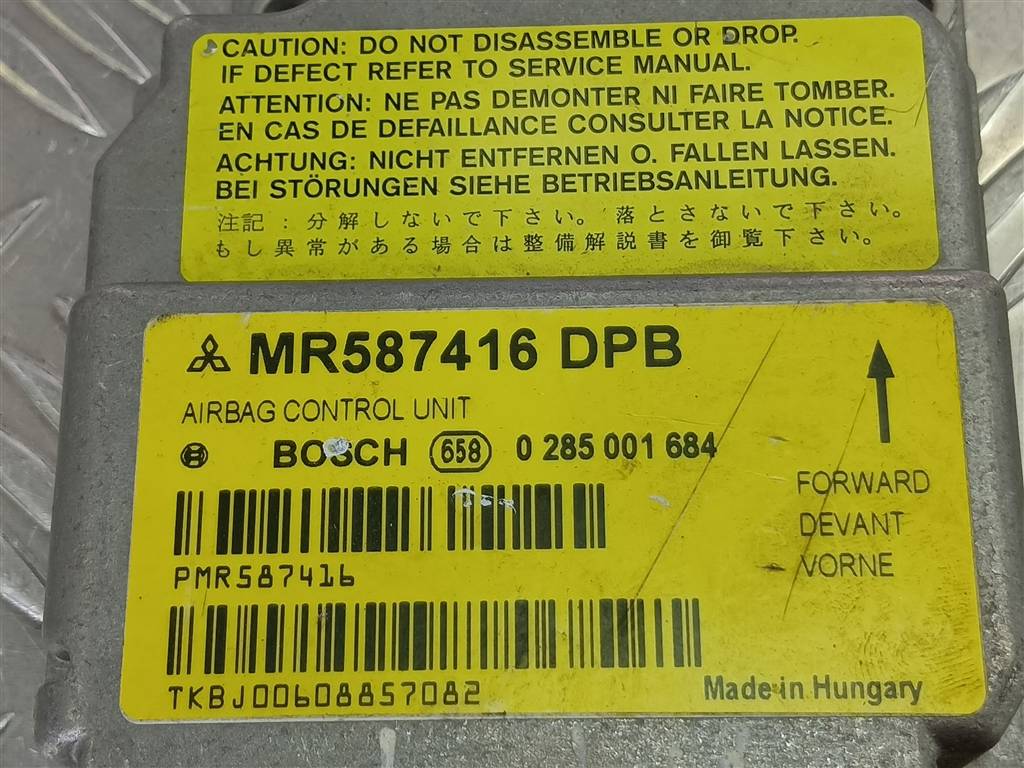 CAUTION: DO NOT DISASSEMBLE OR DROP.
IF DEFECT REFER TO SERVICE MANUAL.
ATTENTION: NE PAS DEMONTER NI FAIRE TOMBER.
EN CAS DE DEFAILLANCE CONSULTER LA NOTICE.
ACHTUNG: NICHT ENTFERNEN O. FALLEN LASSEN.
BEI STÖRUNGEN SIEHE BETRIEBSANLEITUNG.
注記：分解しないで下さい。落とさないで下さい。
もし異常がある場合は整備解説書を御覧下さい。
MR587416 DPB
AIRBAG CONTROL UNIT
BOSCH 658 0 285 001 684
FORWARD
DEVANT
VORNE
PMR587416
TKBJ00608857082
Made in Hungary